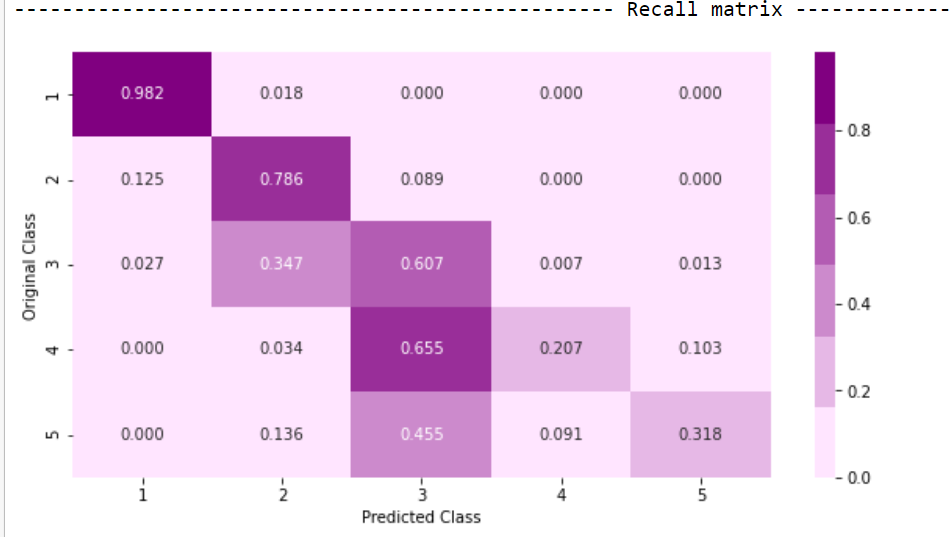 ---------------------------------------------- Recall matrix ------------
1 0.982 0.018 0.000 0.000 0.000
0.8
2 0.125 0.786 0.089 0.000 0.000
0.6
Original Class
3 0.027 0.347 0.607 0.007 0.013
0.4
4 0.000 0.034 0.655 0.207 0.103
0.2
5 0.000 0.136 0.455 0.091 0.318
0.0
1 2 3 4 5
Predicted Class